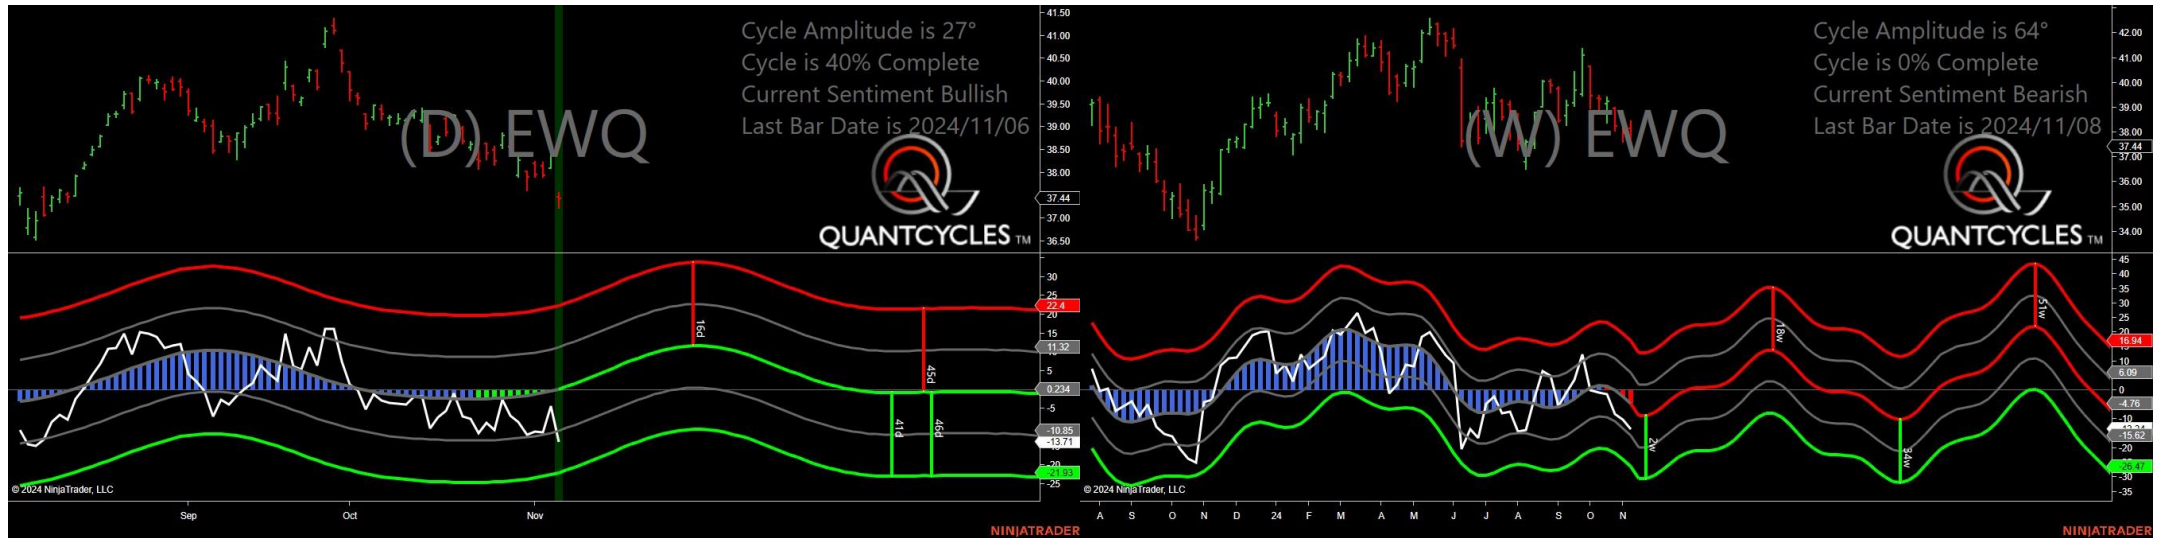 Cycle Amplitude is 27°
Cycle is 40% Complete
Current Sentiment Bullish
Last Bar Date is 2024/11/06
(D) EWQ
QUANTCYCLES TM
41.50
41.00
40.50
40.00
39.50
39.00
38.50
38.00
37.44
37.00
36.50
30
22.4
20
15
11.32
0.234
-5
-10.85
-13.71
-21.93
-25
16d
45d
41d
46d
© 2024 NinjaTrader, LLC
Sep
Oct
Nov
NINJATRADER
Cycle Amplitude is 64°
Cycle is 0% Complete
Current Sentiment Bearish
Last Bar Date is 2024/11/08
(W) EWQ
QUANTCYCLES TM
42.00
41.00
40.00
39.00
38.00
37.44
37.00
36.00
35.00
34.00
45
40
35
30
25
20
16.94
10
6.09
0
-4.76
-10
-15.62
-20
-26.47
-30
-35
18w
51w
2w
34w
© 2024 NinjaTrader, LLC
A S O N D 24 F M A M J J A S O N
NINJATRADER